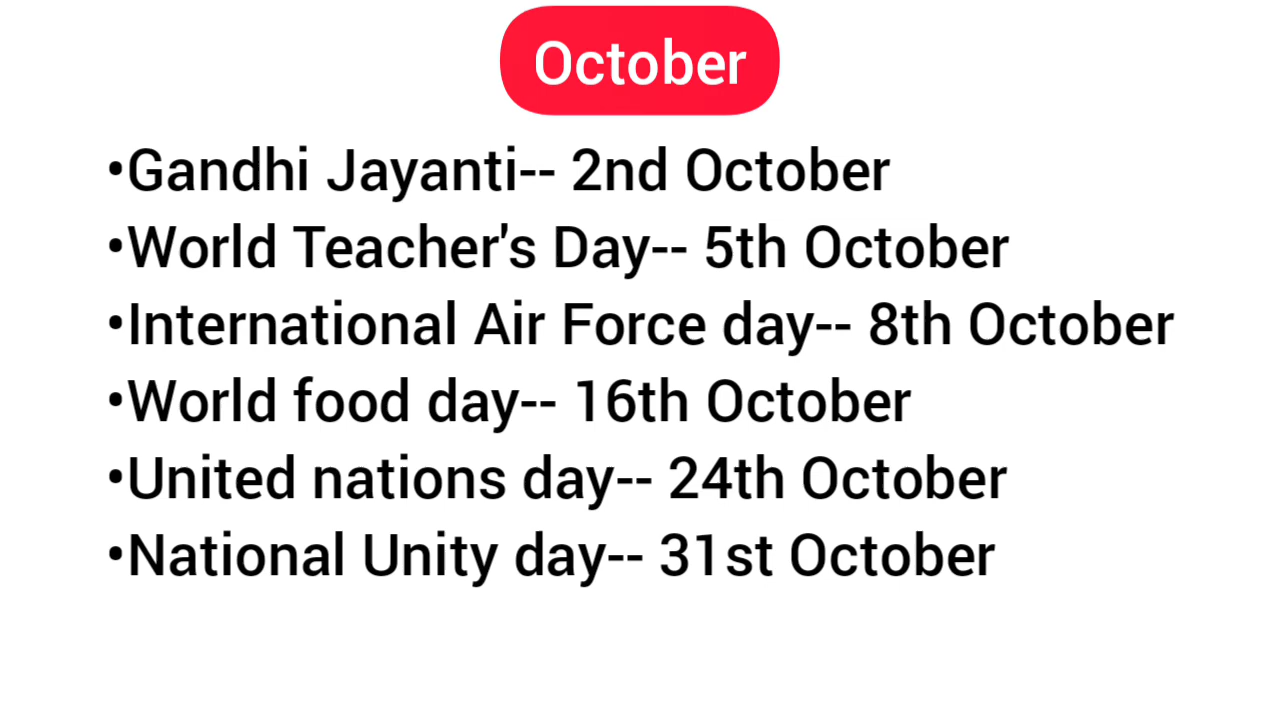 October
•Gandhi Jayanti-- 2nd October
•World Teacher's Day-- 5th October
•International Air Force day-- 8th October
•World food day-- 16th October
•United nations day-- 24th October
•National Unity day-- 31st October